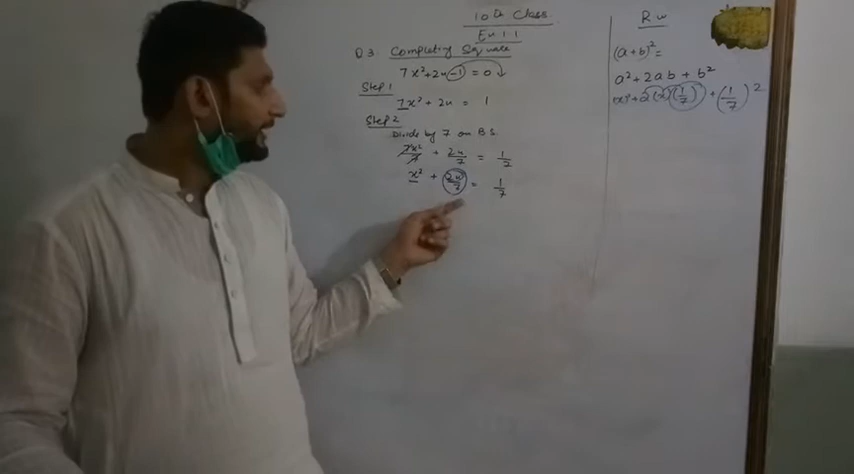 10th Class
Ex 1.1
Q 3 Completing Square
7x² + 2x - 1 = 0
Step 1
7x² + 2x = 1
Step 2
Divide by 7 on B.S.
7x²/7 + 2x/7 = 1/7
x² + 2x/7 = 1/7
R w
(a+b)² =
a² + 2ab + b²
(x)² + 2(x)(1/7) + (1/7)²